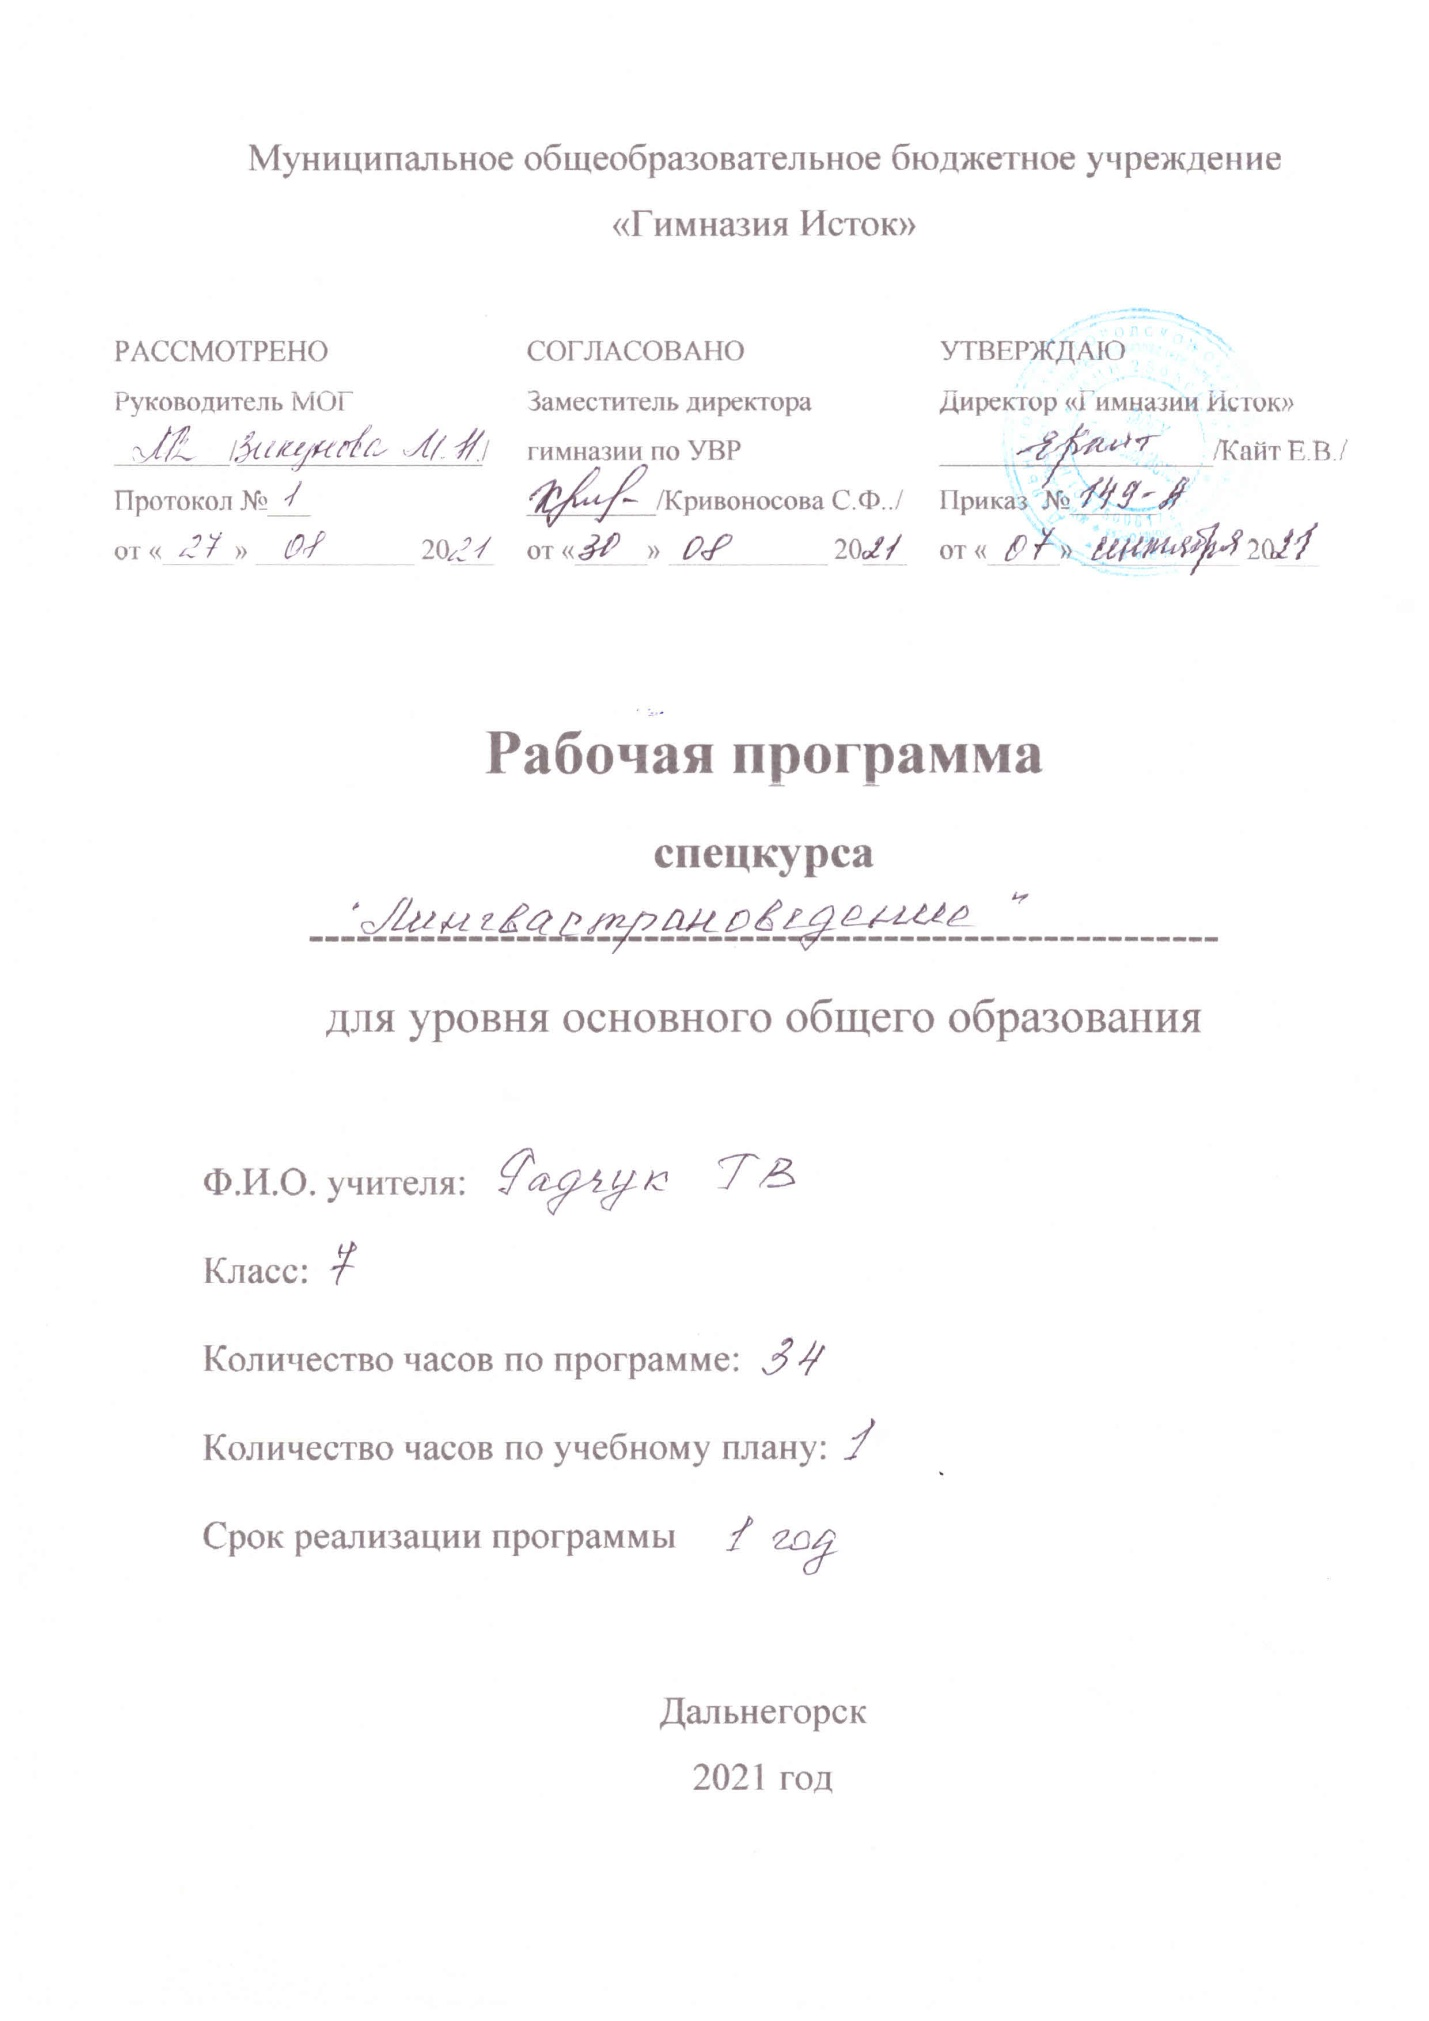 Муниципальное общеобразовательное бюджетное учреждение
«Гимназия Исток»
РАССМОТРЕНО
Руководитель МОГ
/Викумова М.Н./
Протокол № 1
от « 27 » 08 2021
СОГЛАСОВАНО
Заместитель директора
гимназии по УВР
/Кривоносова С.Ф../
от «30 » 08 2021
УТВЕРЖДАЮ
Директор «Гимназии Исток»
/Кайт Е.В./
Приказ № 149-А
от « 07 » сентября 2021
Рабочая программа
спецкурса
"Лингвастрановедение"
для уровня основного общего образования
Ф.И.О. учителя: Радчук ТВ
Класс: 7
Количество часов по программе: 34
Количество часов по учебному плану: 1
Срок реализации программы 1 год
Дальнегорск
2021 год